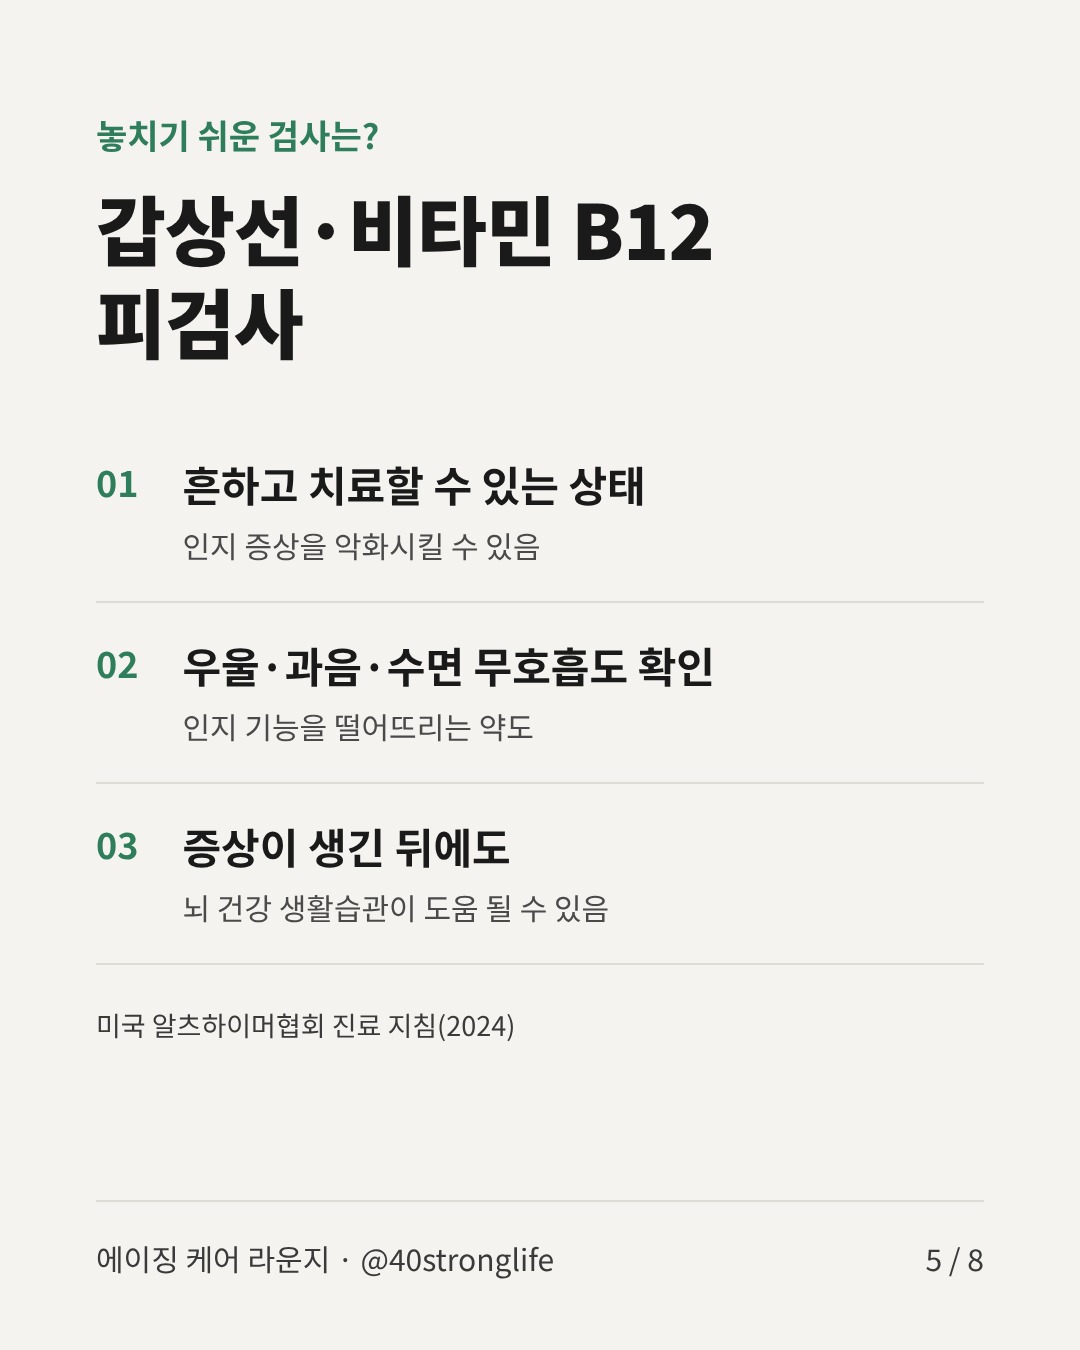 놓치기 쉬운 검사는?
갑상선·비타민 B12
피검사
01 흔하고 치료할 수 있는 상태
인지 증상을 악화시킬 수 있음
02 우울·과음·수면 무호흡도 확인
인지 기능을 떨어뜨리는 약도
03 증상이 생긴 뒤에도
뇌 건강 생활습관이 도움 될 수 있음
미국 알츠하이머협회 진료 지침(2024)
에이징 케어 라운지 · @40stronglife
5 / 8